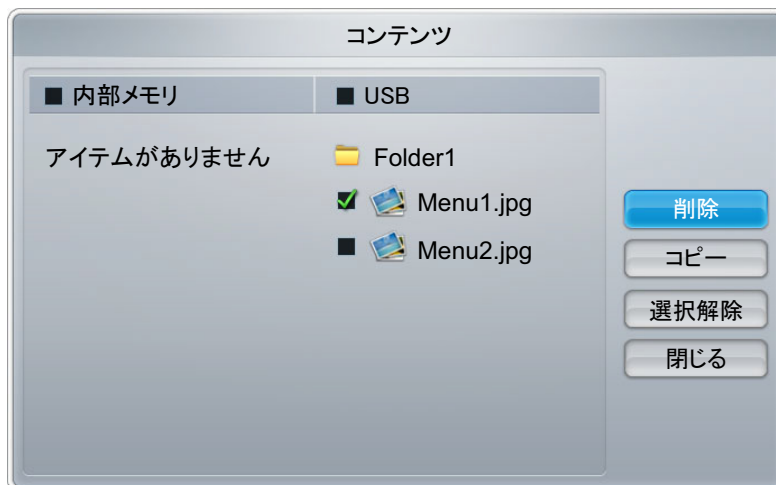 コンテンツ
内部メモリ USB
アイテムがありません Folder1
Menu1.jpg
Menu2.jpg
削除
コピー
選択解除
閉じる